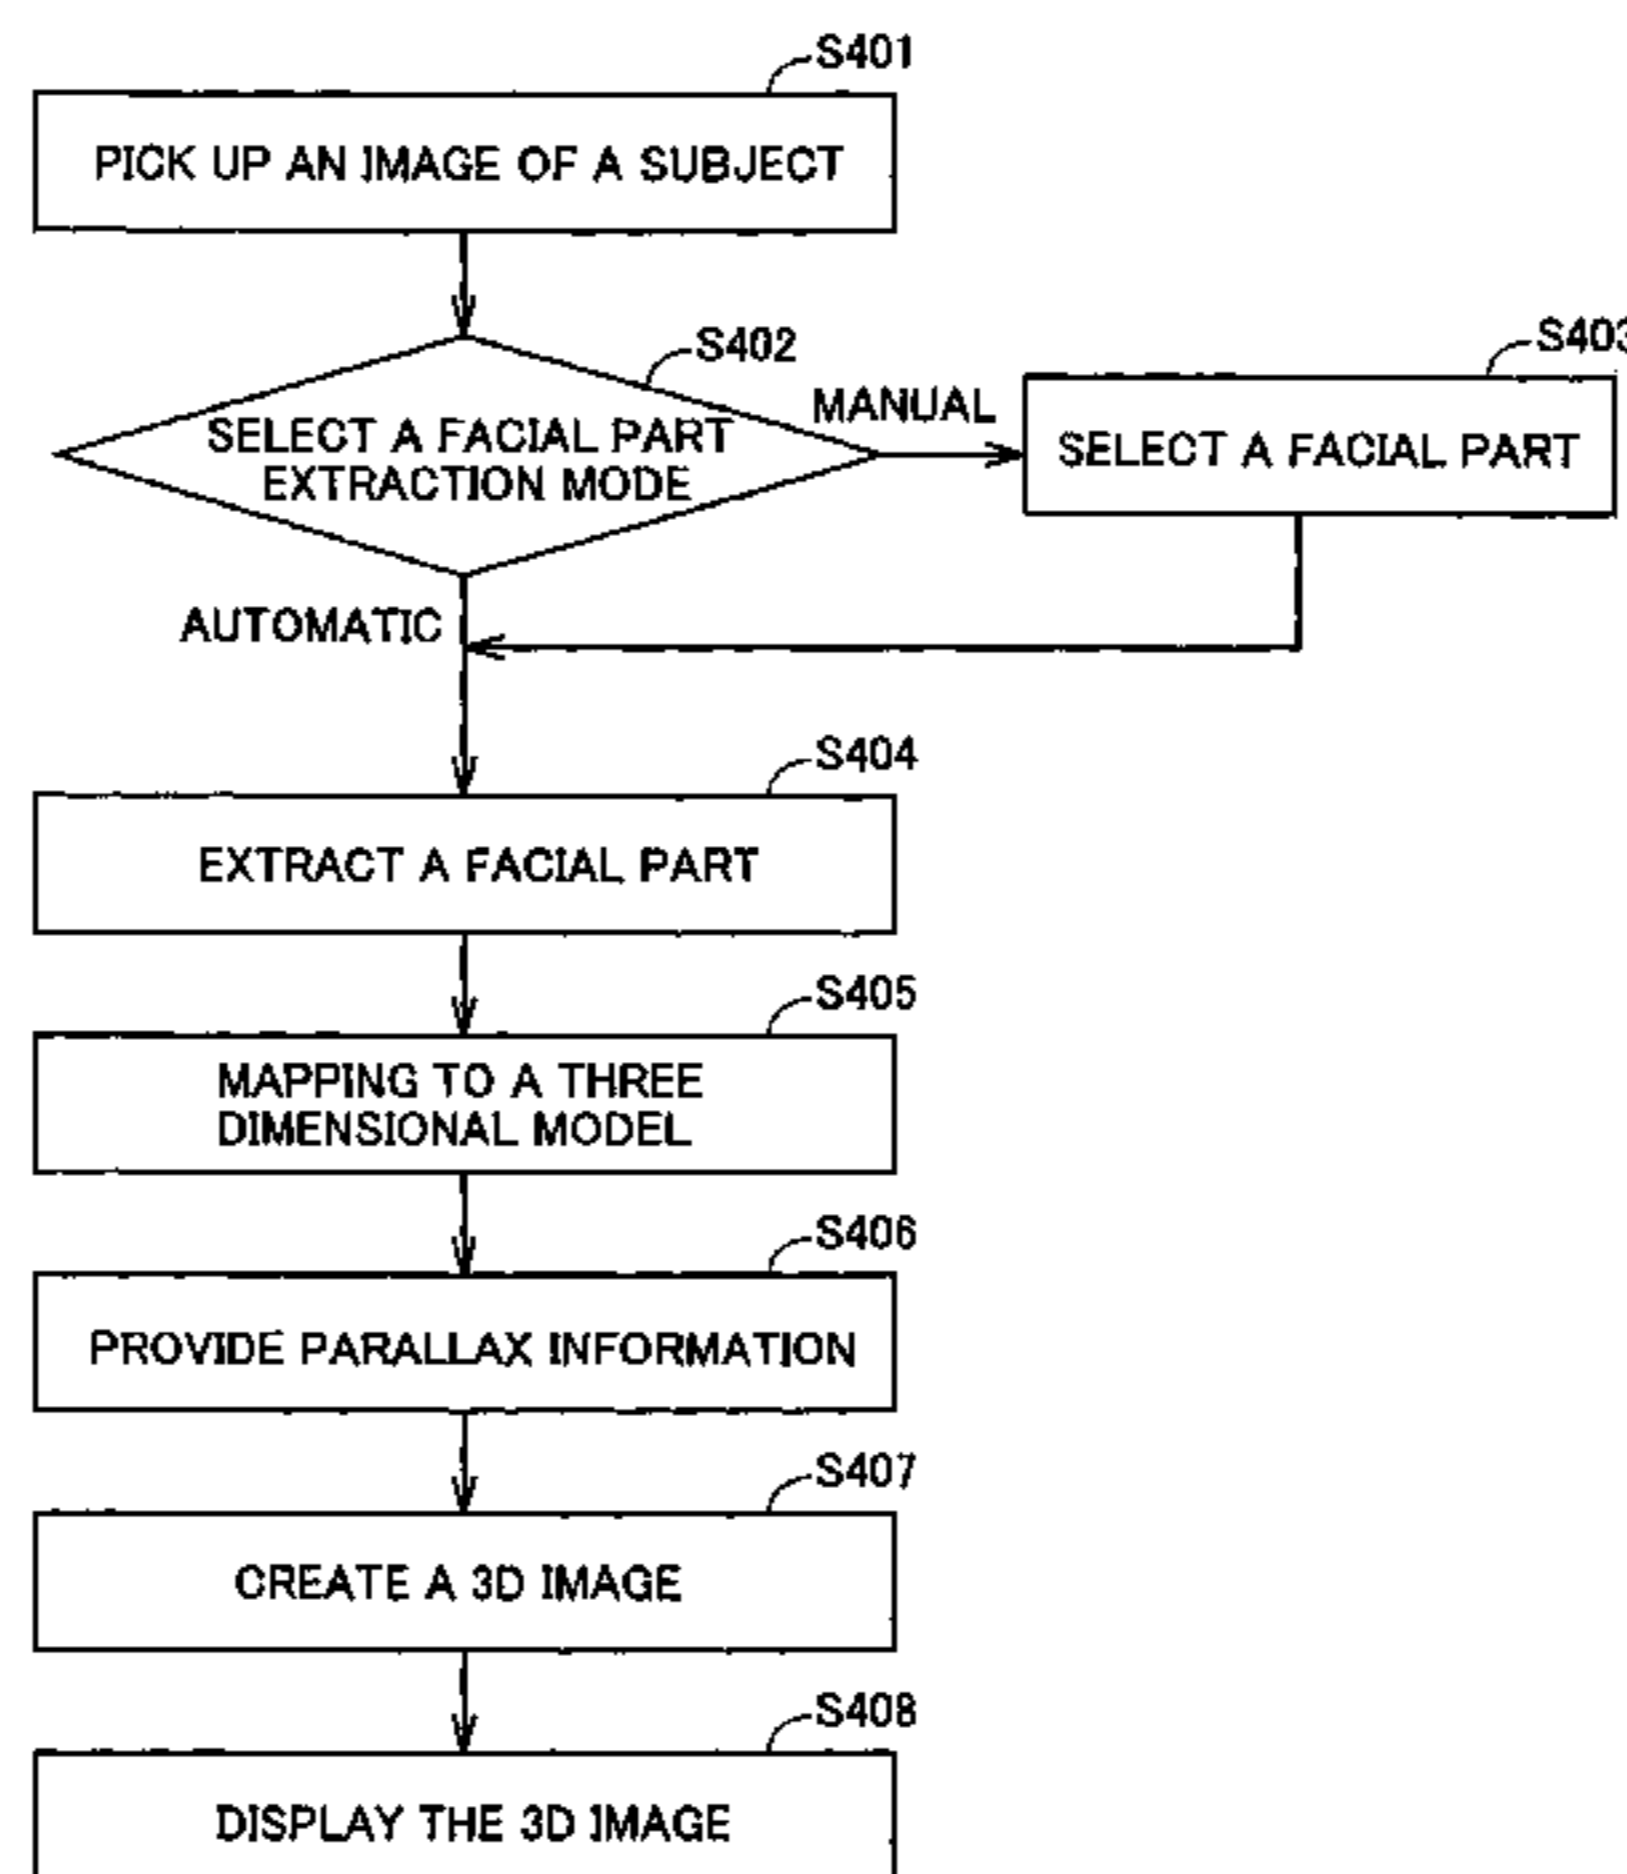 S401
PICK UP AN IMAGE OF A SUBJECT
S402
SELECT A FACIAL PART
EXTRACTION MODE
MANUAL
S403
SELECT A FACIAL PART
AUTOMATIC
S404
EXTRACT A FACIAL PART
S405
MAPPING TO A THREE
DIMENSIONAL MODEL
S406
PROVIDE PARALLAX INFORMATION
S407
CREATE A 3D IMAGE
S408
DISPLAY THE 3D IMAGE